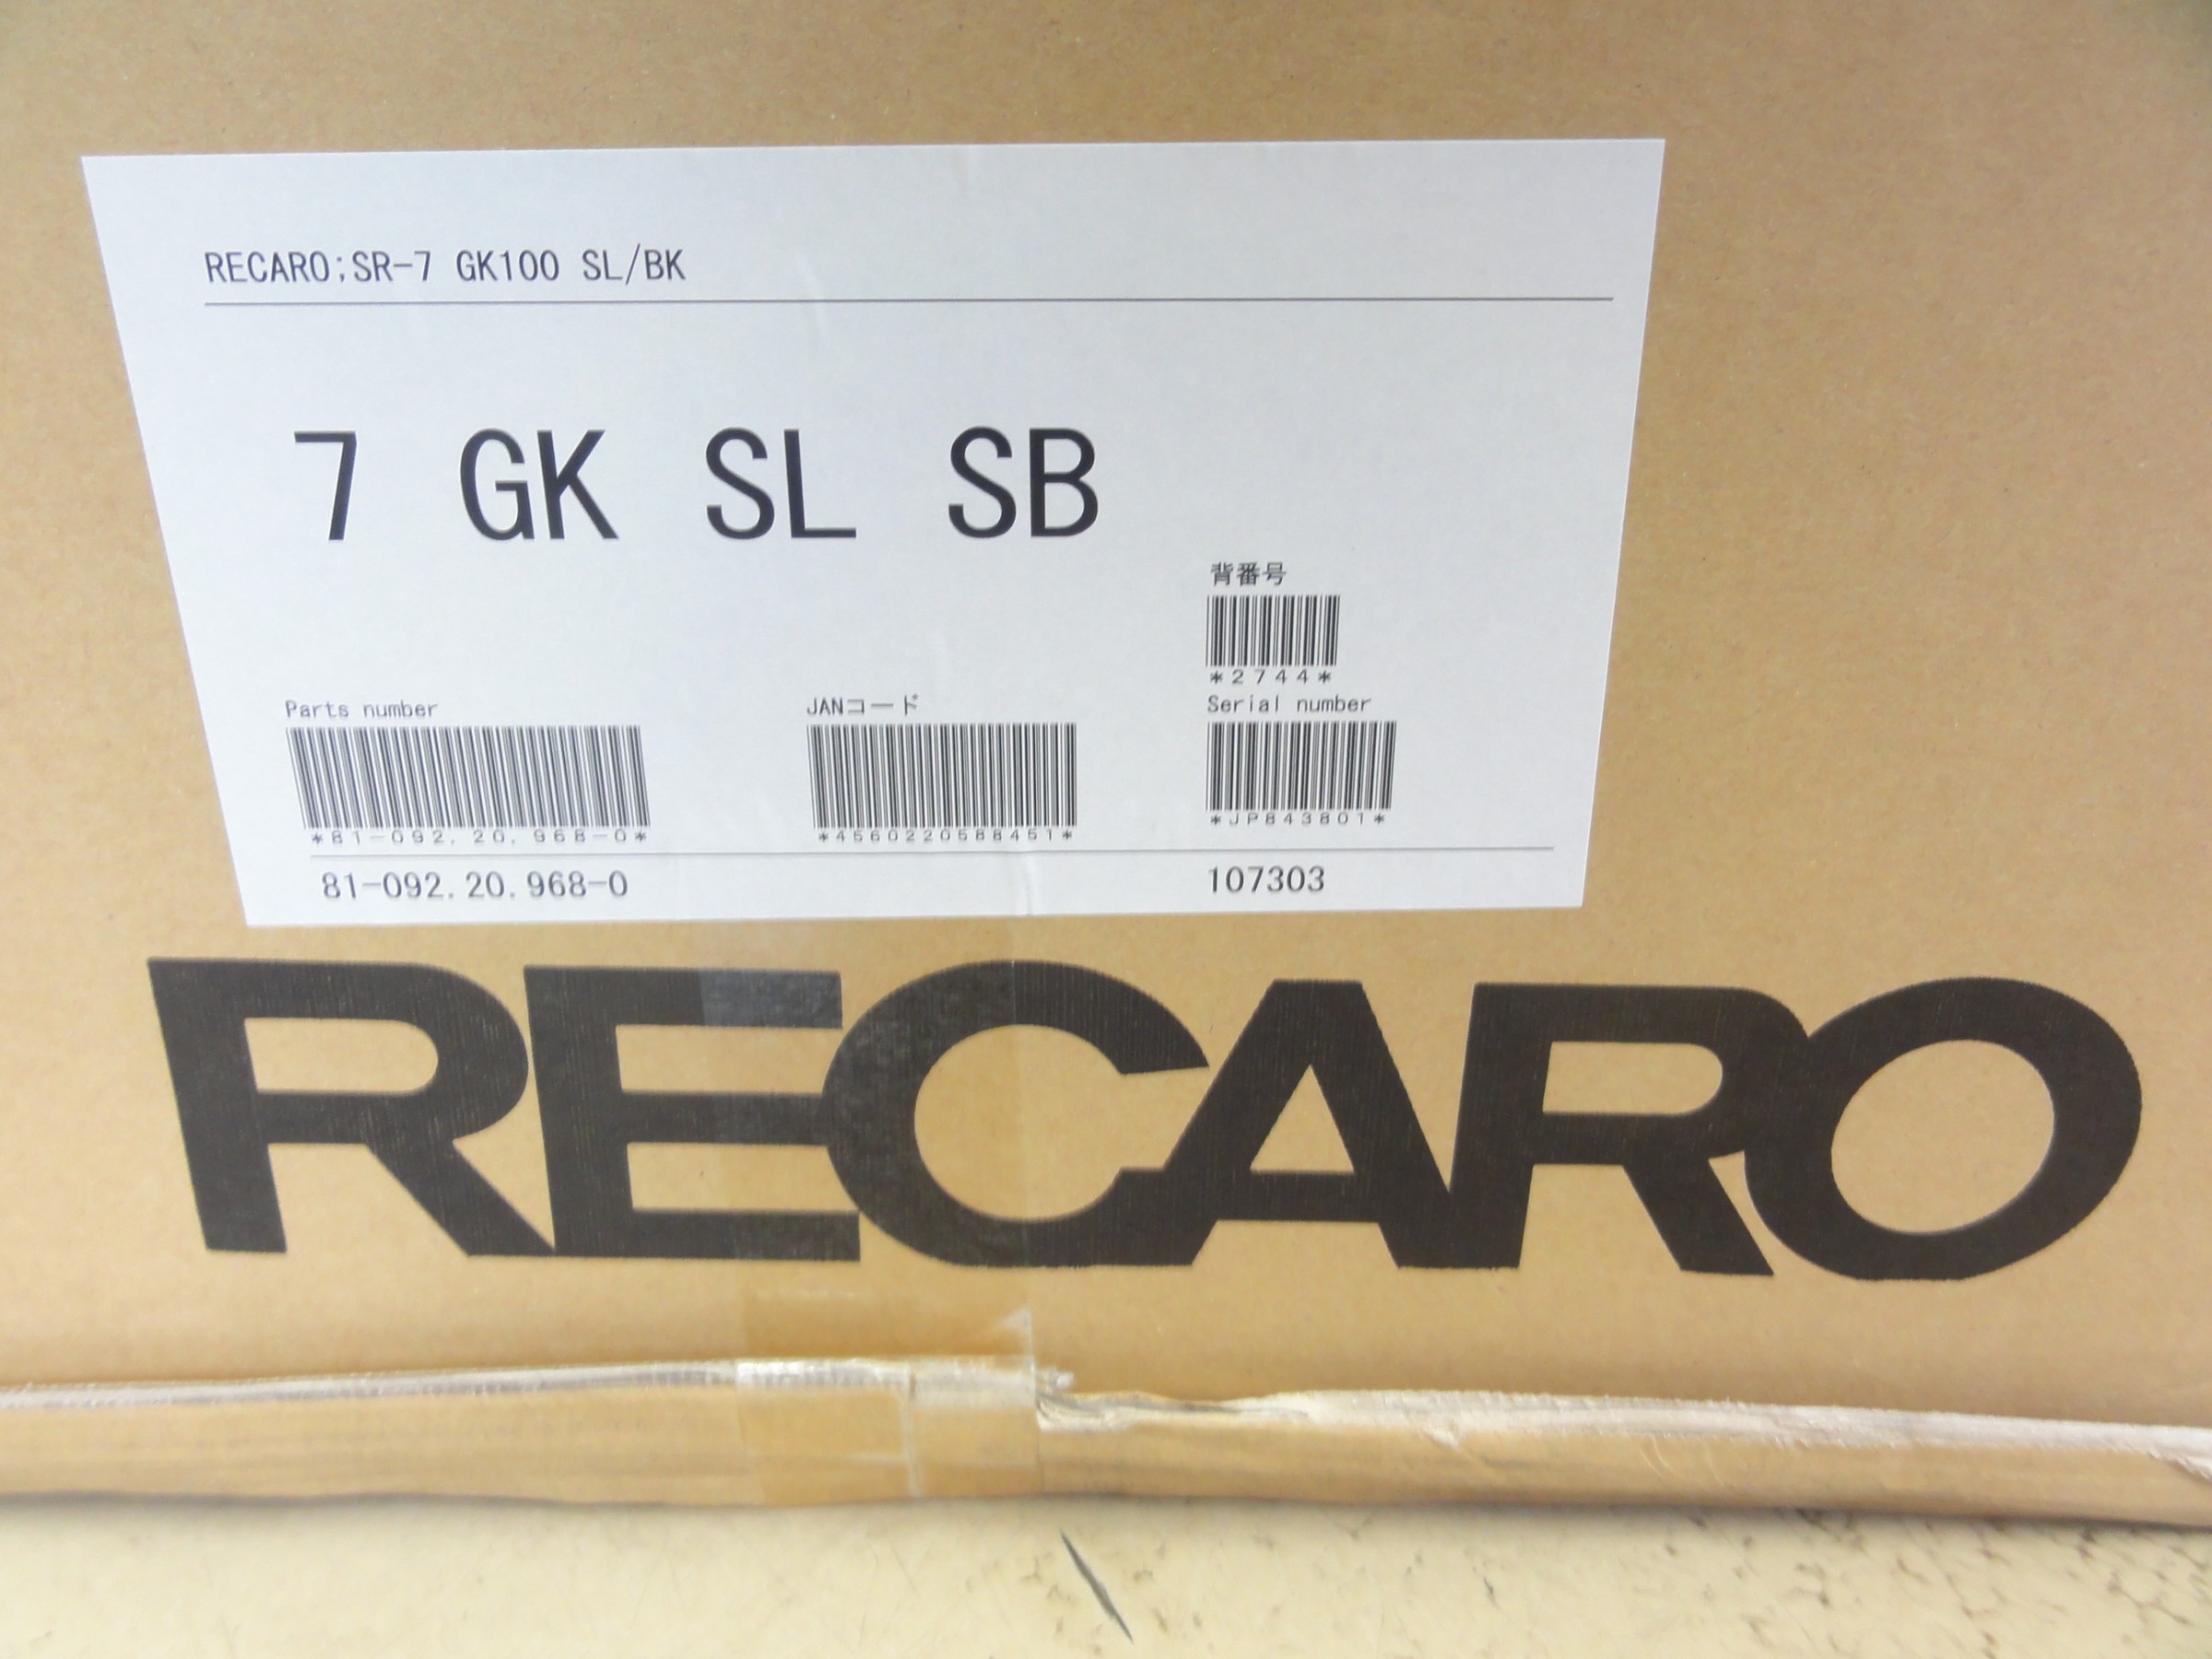 RECARO;SR-7 GK100 SL/BK
7 GK SL SB
背番号
*2744*
Parts number
JANコード
Serial number
*81-092.20.968-0*
*4560220588451*
*JP843801*
81-092.20.968-0
107303
RECARO